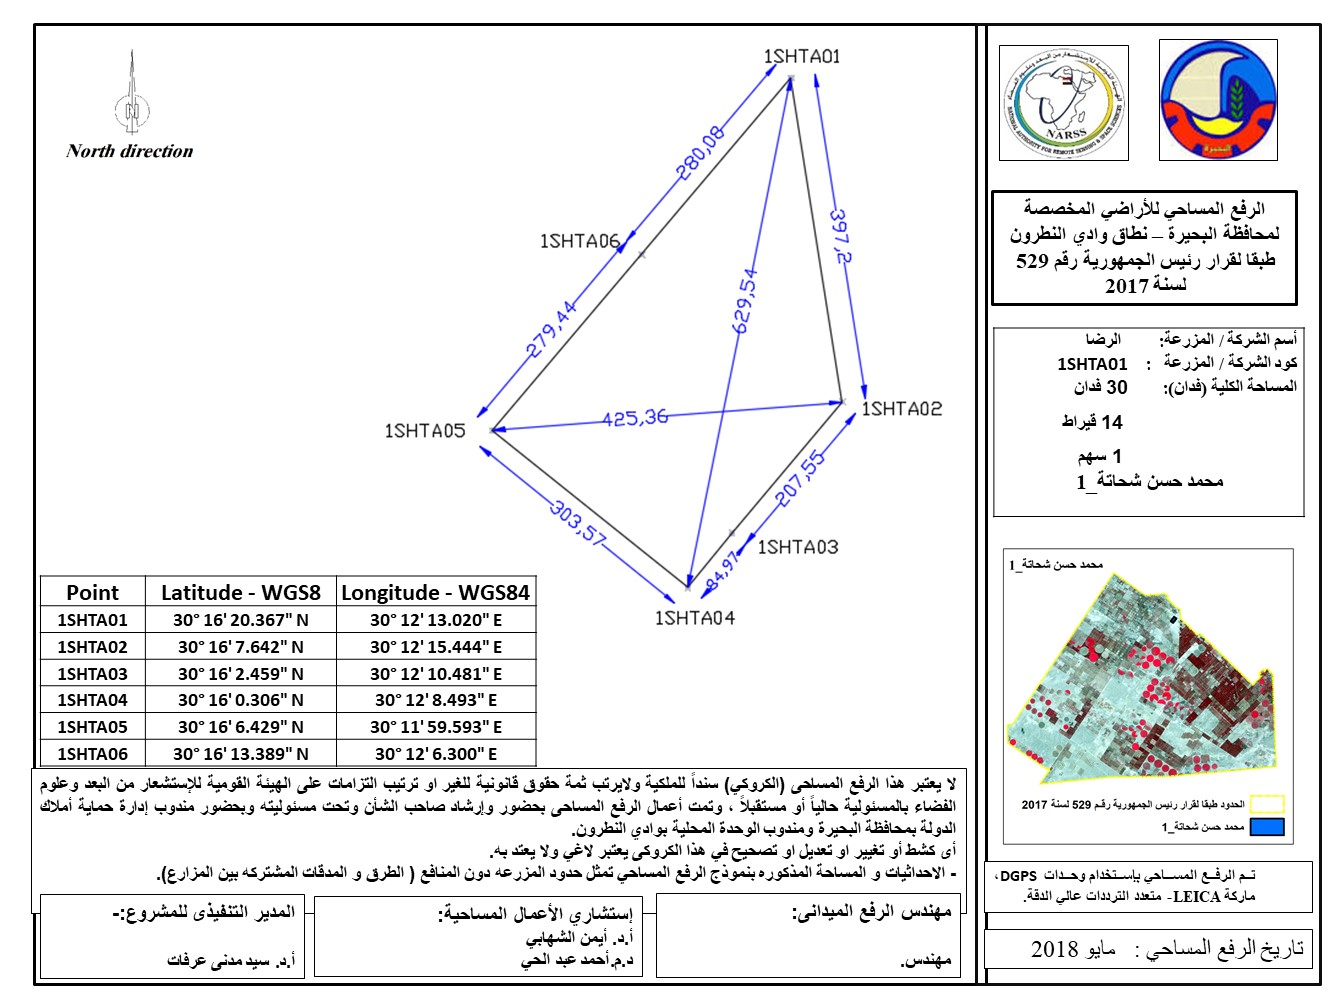 North direction
1SHTA01
280,08
397,2
1SHTA06
629,54
279,44
425,36
1SHTA02
1SHTA05
207,55
303,57
1SHTA03
84,97
1SHTA04
Point Latitude - WGS8 Longitude - WGS84
1SHTA01 30° 16' 20.367" N 30° 12' 13.020" E
1SHTA02 30° 16' 7.642" N 30° 12' 15.444" E
1SHTA03 30° 16' 2.459" N 30° 12' 10.481" E
1SHTA04 30° 16' 0.306" N 30° 12' 8.493" E
1SHTA05 30° 16' 6.429" N 30° 11' 59.593" E
1SHTA06 30° 16' 13.389" N 30° 12' 6.300" E
لا يعتبر هذا الرفع المساحى (الكروكي) سنداً للملكية ولايرتب ثمة حقوق قانونية للغير او ترتيب التزامات على الهيئة القومية للإستشعار من البعد وعلوم
الفضاء بالمسئولية حالياً أو مستقبلاً ، وتمت أعمال الرفع المساحى بحضور وإرشاد صاحب الشأن وتحت مسئوليته وبحضور مندوب إدارة حماية أملاك
الدولة بمحافظة البحيرة ومندوب الوحدة المحلية بوادي النطرون.
أى كشط أو تغيير او تعديل او تصحيح في هذا الكروكى يعتبر لاغي ولا يعتد به.
- الاحداثيات و المساحة المذكوره بنموذج الرفع المساحي تمثل حدود المزرعه دون المنافع ( الطرق و المدقات المشتركه بين المزارع).
مهندس الرفع الميدانى:
مهندس.
إستشاري الأعمال المساحية:
أ.د. أيمن الشهابي
د.م.أحمد عبد الحي
المدير التنفيذى للمشروع:-
أ.د. سيد مدنى عرفات
NARSS
NATIONAL AUTHORITY FOR REMOTE SENSING & SPACE SCIENCES
البحيرة
الرفع المساحي للأراضي المخصصة
لمحافظة البحيرة – نطاق وادي النطرون
طبقا لقرار رئيس الجمهورية رقم 529
لسنة 2017
أسم الشركة / المزرعة: الرضا
كود الشركة / المزرعة : 1SHTA01
المساحة الكلية (فدان): 30 فدان
14 قيراط
1 سهم
محمد حسن شحاتة_1
محمد حسن شحاتة_1
الحدود طبقا لقرار رئيس الجمهورية رقم 529 لسنة 2017
محمد حسن شحاتة_1
تـم الرفـع المســاحي بإستـخدام وحـدات DGPS ،
ماركة LEICA- متعدد الترددات عالي الدقة.
تاريخ الرفع المساحي : مايو 2018